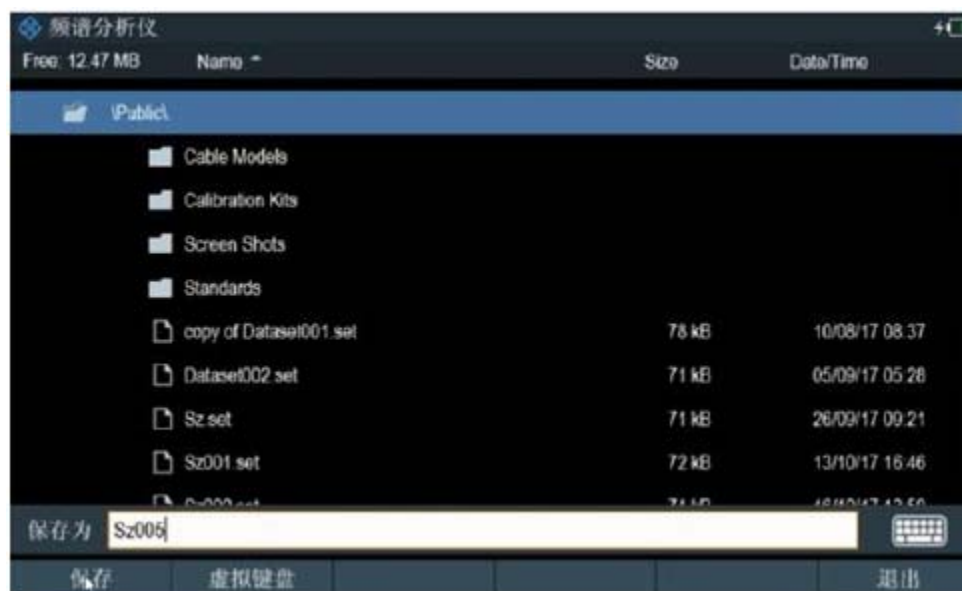 频谱分析仪
Free: 12.47 MB Name Size Date/Time
\Public\
Cable Models
Calibration Kits
Screen Shots
Standards
copy of Dataset001.set 78 kB 10/08/17 08:37
Dataset002.set 71 kB 05/09/17 05:28
Sz.set 71 kB 26/09/17 09:21
Sz001.set 72 kB 13/10/17 16:46
保存为 Sz005
保存 虚拟键盘 退出